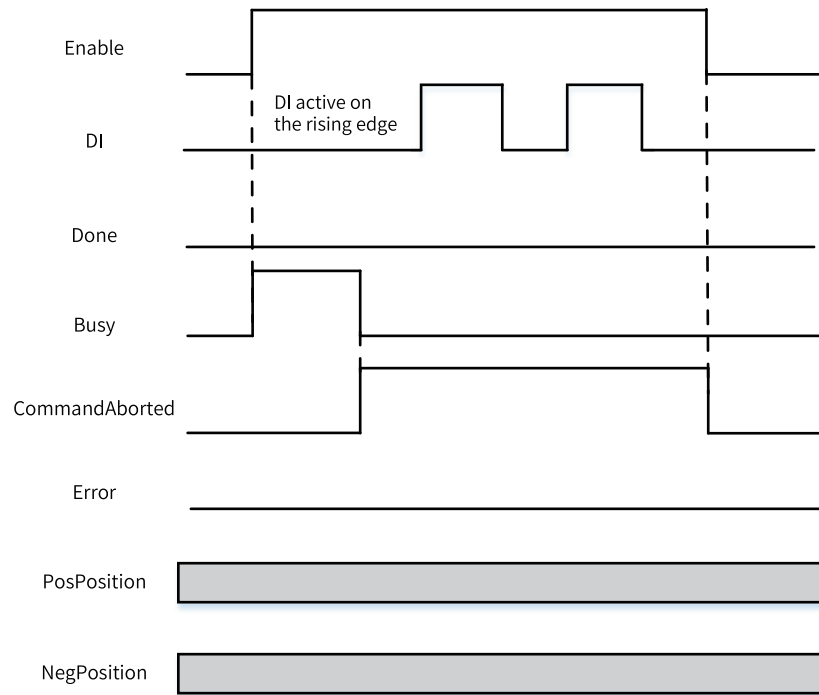 Enable
DI active on
the rising edge
DI
Done
Busy
CommandAborted
Error
PosPosition
NegPosition